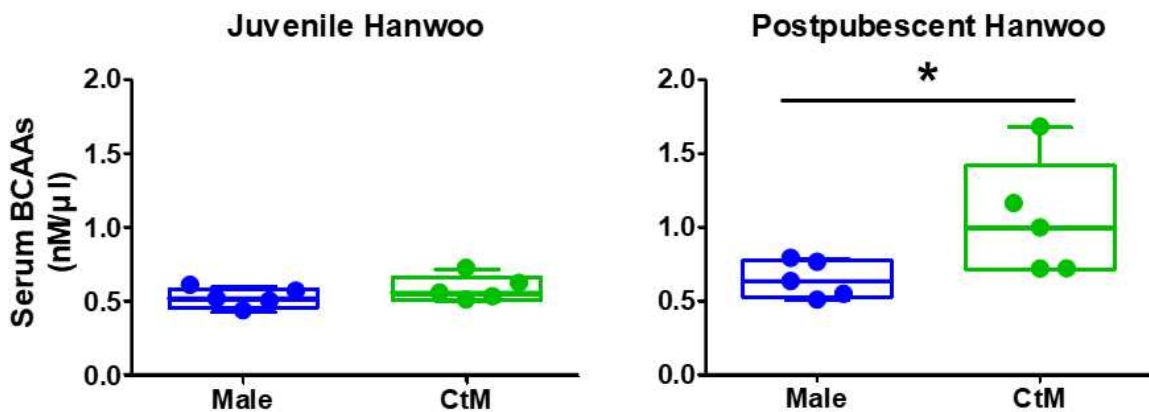 Juvenile Hanwoo
Serum BCAAs
(nM/µl)
2.0
1.5
1.0
0.5
0.0
Male CtM
Postpubescent Hanwoo
*
2.0
1.5
1.0
0.5
0.0
Male CtM